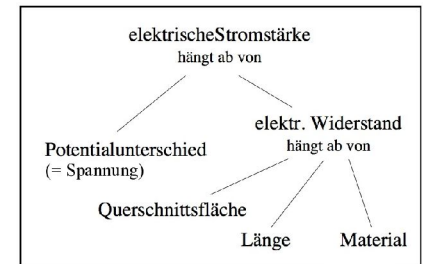 elektrischeStromstärke
hängt ab von
elektr. Widerstand
hängt ab von
Potentialunterschied
(= Spannung)
Querschnittsfläche
Länge
Material